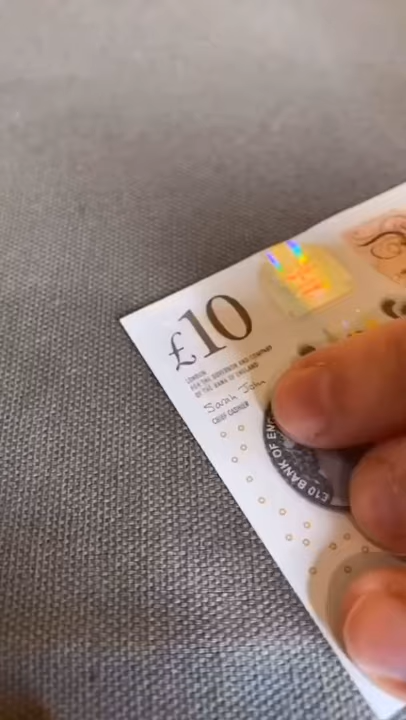 £10
LONDON
FOR THE GOVERNOR AND COMPANY
OF THE BANK OF ENGLAND
Sarah John
CHIEF CASHIER
£10 BANK OF ENG